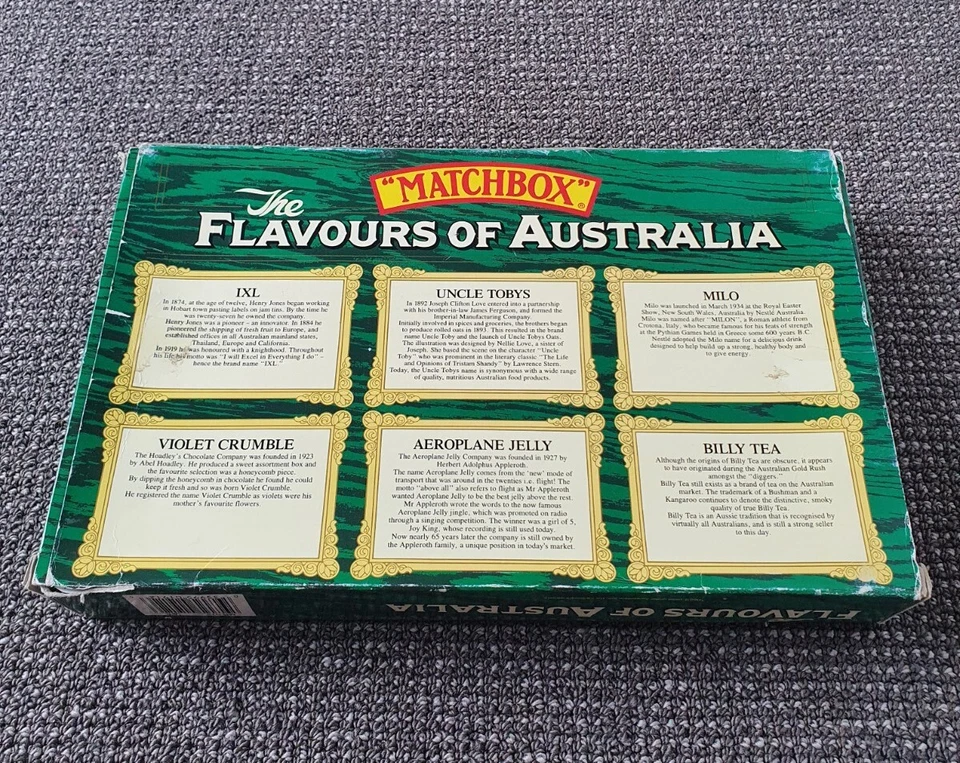 "MATCHBOX"
®
The
FLAVOURS OF AUSTRALIA
IXL
In 1874, at the age of twelve, Henry Jones began working
in Hobart town pasting labels on jam tins. By the time he
was twenty-seven he owned the company.
Henry Jones was a pioneer – an innovator. In 1884 he
pioneered the shipping of fresh fruit to Europe, and
established offices in all Australian mainland states,
Thailand, Europe and California.
In 1919 he was honoured with a knighthood. Throughout
his life his motto was "I will Excel in Everything I do" –
hence the brand name "IXL".
UNCLE TOBYS
In 1892 Joseph Clifton Love entered into a partnership
with his brother-in-law James Ferguson, and formed the
Imperial Manufacturing Company.
Initially involved in spices and groceries, the brothers began
to produce rolled oats in 1893. This resulted in the brand
name Uncle Toby and the launch of Uncle Tobys Oats.
The illustration was designed by Nellie Love, a sister of
Joseph. She based the scene on the character "Uncle
Toby" who was prominent in the literary classic "The Life
and Opinions of Tristam Shandy" by Lawrence Stern.
Today, the Uncle Tobys name is synonymous with a wide range
of quality, nutritious Australian food products.
MILO
Milo was launched in March 1934 at the Royal Easter
Show, New South Wales, Australia by Nestlé Australia.
Milo was named after "MILON", a Roman athlete from
Crotona, Italy, who became famous for his feats of strength
at the Pythian Games held in Greece some 600 years B.C.
Nestlé adopted the Milo name for a delicious drink
designed to help build up a strong, healthy body and
to give energy.
VIOLET CRUMBLE
The Hoadley's Chocolate Company was founded in 1923
by Abel Hoadley. He produced a sweet assortment box and
the favourite selection was a honeycomb piece.
By dipping the honeycomb in chocolate he found he could
keep it fresh and so was born Violet Crumble.
He registered the name Violet Crumble as violets were his
mother's favourite flowers.
AEROPLANE JELLY
The Aeroplane Jelly Company was founded in 1927 by
Herbert Adolphus Appleroth.
The name Aeroplane Jelly comes from the 'new' mode of
transport that was around in the twenties i.e. flight! The
motto "above all" also refers to flight as Mr Appleroth
wanted Aeroplane Jelly to be the best jelly above the rest.
Mr Appleroth wrote the words to the now famous
Aeroplane Jelly jingle, which was promoted on radio
through a singing competition. The winner was a girl of 5,
Joy King, whose recording is still used today.
Now nearly 65 years later the company is still owned by
the Appleroth family, a unique position in today's market.
BILLY TEA
Although the origins of Billy Tea are obscure, it appears
to have originated during the Australian Gold Rush
amongst the "diggers."
Billy Tea still exists as a brand of tea on the Australian
market. The trademark of a Bushman and a
Kangaroo continues to denote the distinctive, smoky
quality of true Billy Tea.
Billy Tea is an Aussie tradition that is recognised by
virtually all Australians, and is still a strong seller
to this day.
FLAVOURS OF AUSTRALIA